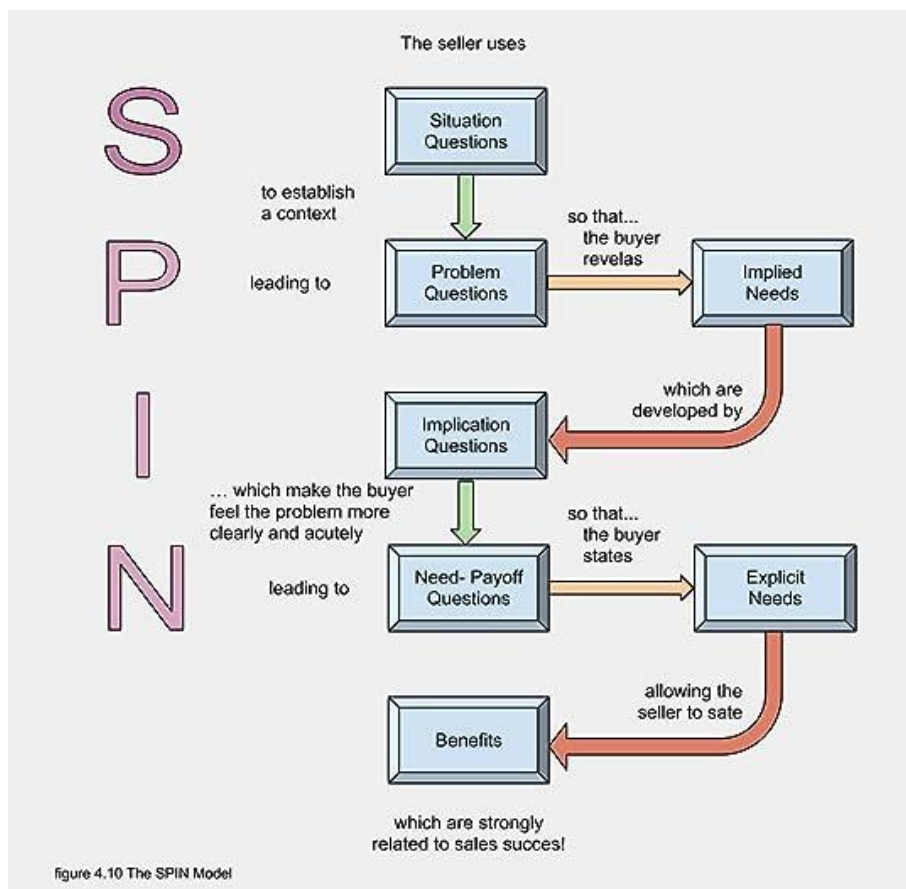 The seller uses
S
Situation
Questions
to establish
a context
so that...
the buyer
revelas
P
leading to
Problem
Questions
Implied
Needs
which are
developed by
I
Implication
Questions
... which make the buyer
feel the problem more
clearly and acutely
so that...
the buyer
states
N
leading to
Need- Payoff
Questions
Explicit
Needs
allowing the
seller to sate
Benefits
which are strongly
related to sales succes!
figure 4.10 The SPIN Model